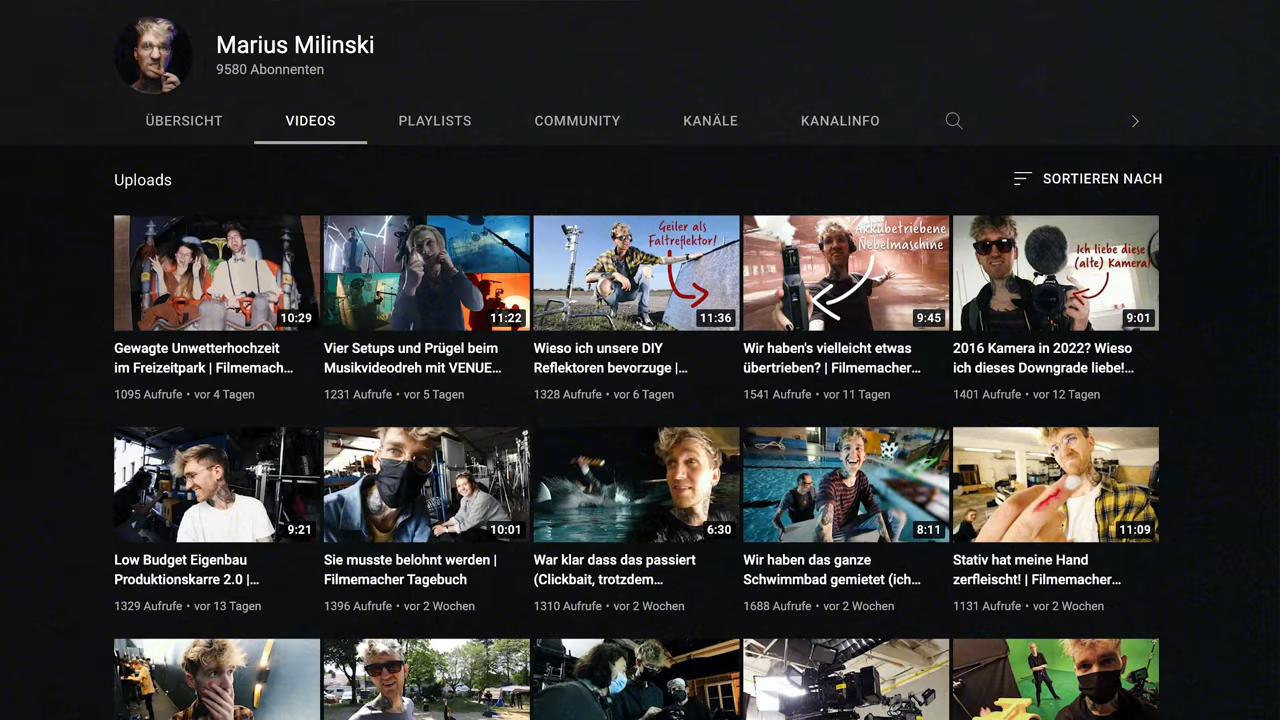 Marius Milinski
9580 Abonnenten
ÜBERSICHT VIDEOS PLAYLISTS COMMUNITY KANÄLE KANALINFO
Uploads
SORTIEREN NACH
10:29
Gewagte Unwetterhochzeit
im Freizeitpark | Filmemach...
1095 Aufrufe • vor 4 Tagen
11:22
Vier Setups und Prügel beim
Musikvideodreh mit VENUE...
1231 Aufrufe • vor 5 Tagen
Geiler als
Faltreflektor!
11:36
Wieso ich unsere DIY
Reflektoren bevorzuge |...
1328 Aufrufe • vor 6 Tagen
Akkubetriebene
Nebelmaschine
9:45
Wir haben's vielleicht etwas
übertrieben? | Filmemacher...
1541 Aufrufe • vor 11 Tagen
Ich liebe diese
(alte) Kamera!
9:01
2016 Kamera in 2022? Wieso
ich dieses Downgrade liebe!...
1401 Aufrufe • vor 12 Tagen
9:21
Low Budget Eigenbau
Produktionskarre 2.0 |...
1329 Aufrufe • vor 13 Tagen
10:01
Sie musste belohnt werden |
Filmemacher Tagebuch
1396 Aufrufe • vor 2 Wochen
6:30
War klar dass das passiert
(Clickbait, trotzdem...
1310 Aufrufe • vor 2 Wochen
8:11
Wir haben das ganze
Schwimmbad gemietet (ich...
1688 Aufrufe • vor 2 Wochen
11:09
Stativ hat meine Hand
zerfleischt! | Filmemacher...
1131 Aufrufe • vor 2 Wochen